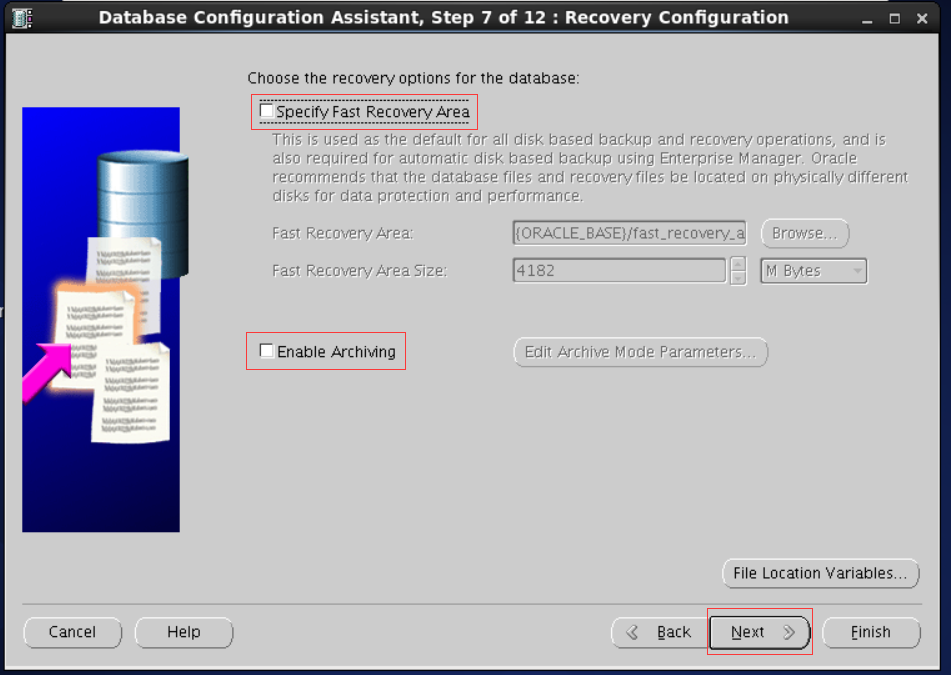 Database Configuration Assistant, Step 7 of 12 : Recovery Configuration
Choose the recovery options for the database:
Specify Fast Recovery Area
This is used as the default for all disk based backup and recovery operations, and is
also required for automatic disk based backup using Enterprise Manager. Oracle
recommends that the database files and recovery files be located on physically different
disks for data protection and performance.
Fast Recovery Area: {ORACLE_BASE}/fast_recovery_a Browse...
Fast Recovery Area Size: 4182 M Bytes
Enable Archiving Edit Archive Mode Parameters...
File Location Variables...
Cancel Help Back Next Finish